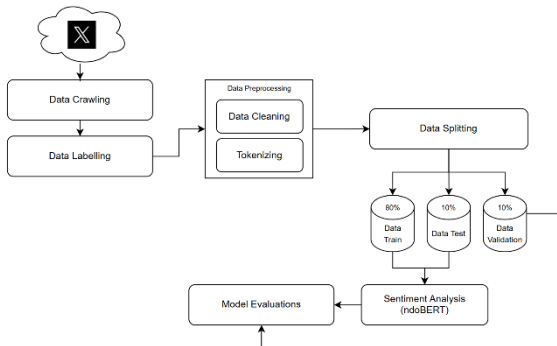 X
Data Crawling
Data Labelling
Data Preprocessing
Data Cleaning
Tokenizing
Data Splitting
80%
Data
Train
10%
Data Test
10%
Data
Validation
Model Evaluations
Sentiment Analysis
(ndoBERT)